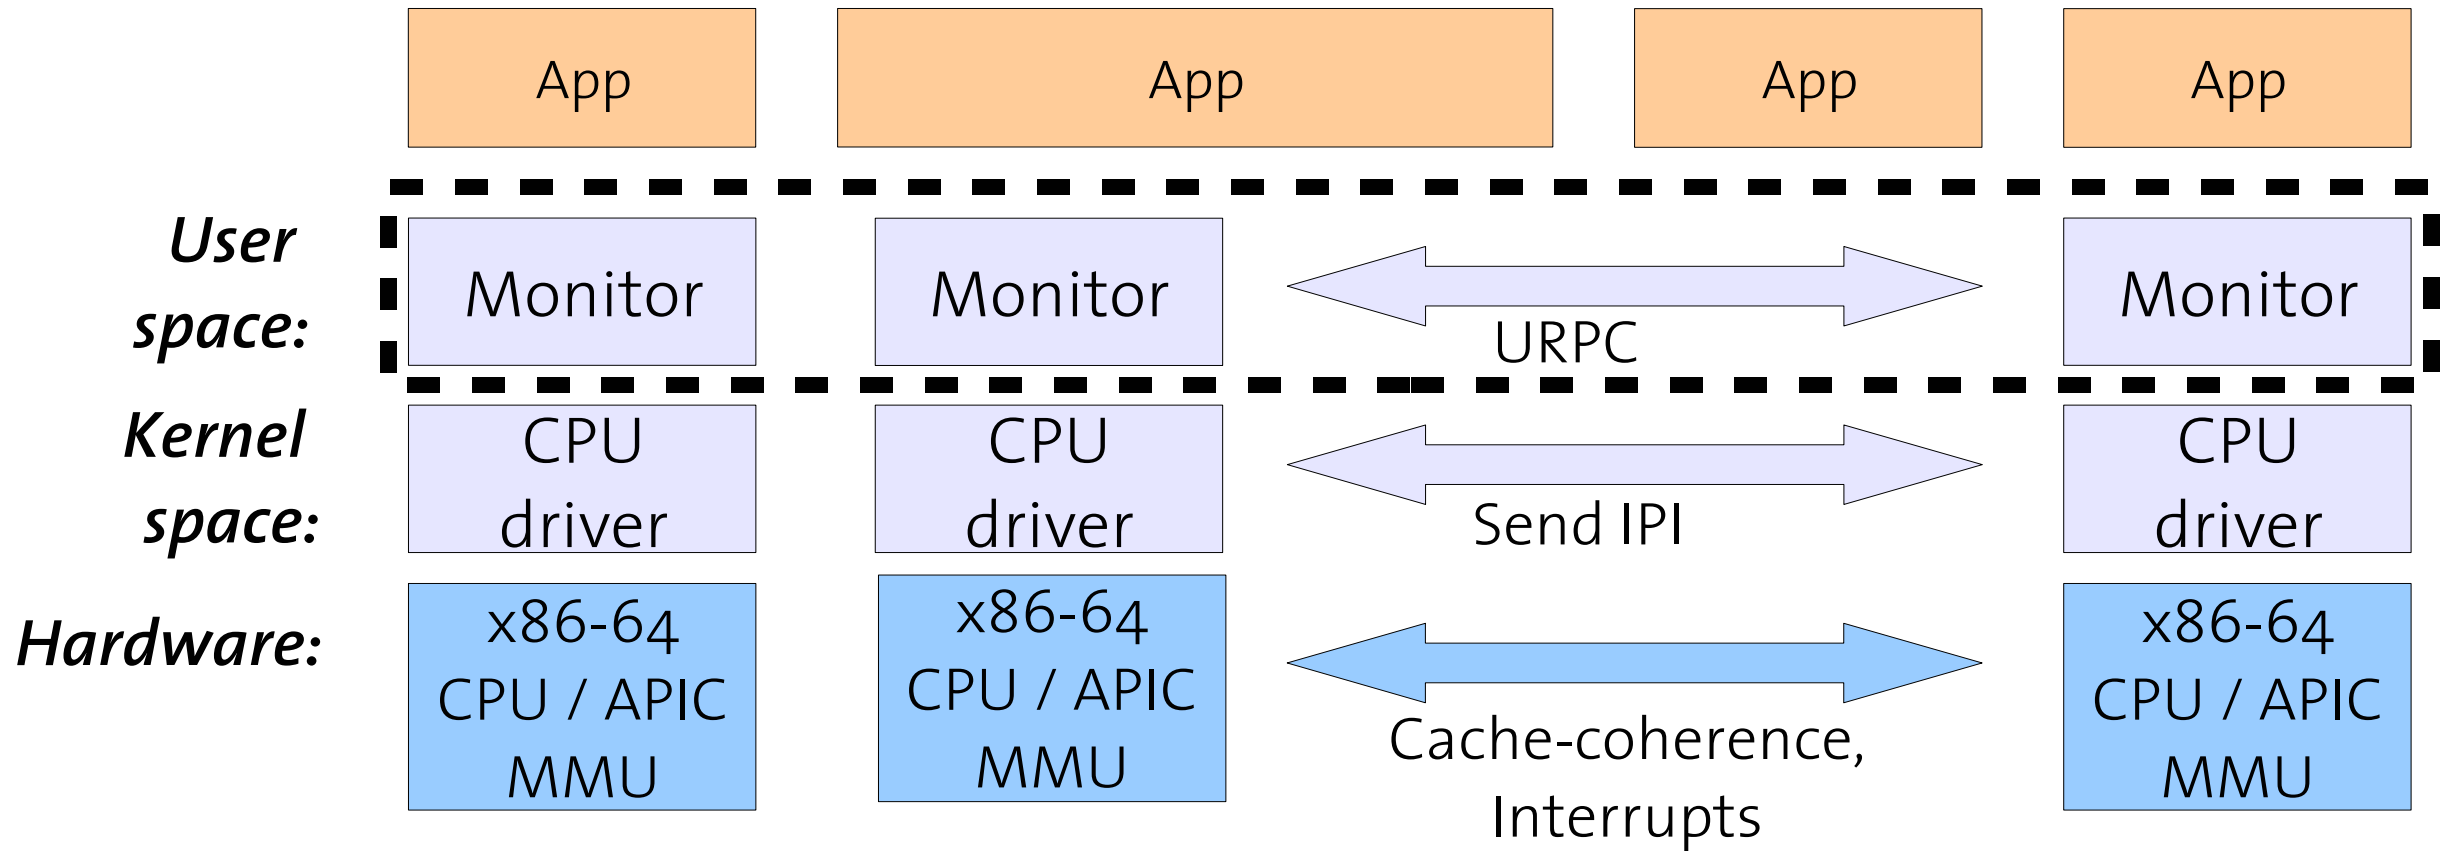 App
App
App
App
User
space:
Monitor
Monitor
URPC
Monitor
Kernel
space:
CPU
driver
CPU
driver
Send IPI
CPU
driver
Hardware:
x86-64
CPU / APIC
MMU
x86-64
CPU / APIC
MMU
Cache-coherence,
Interrupts
x86-64
CPU / APIC
MMU